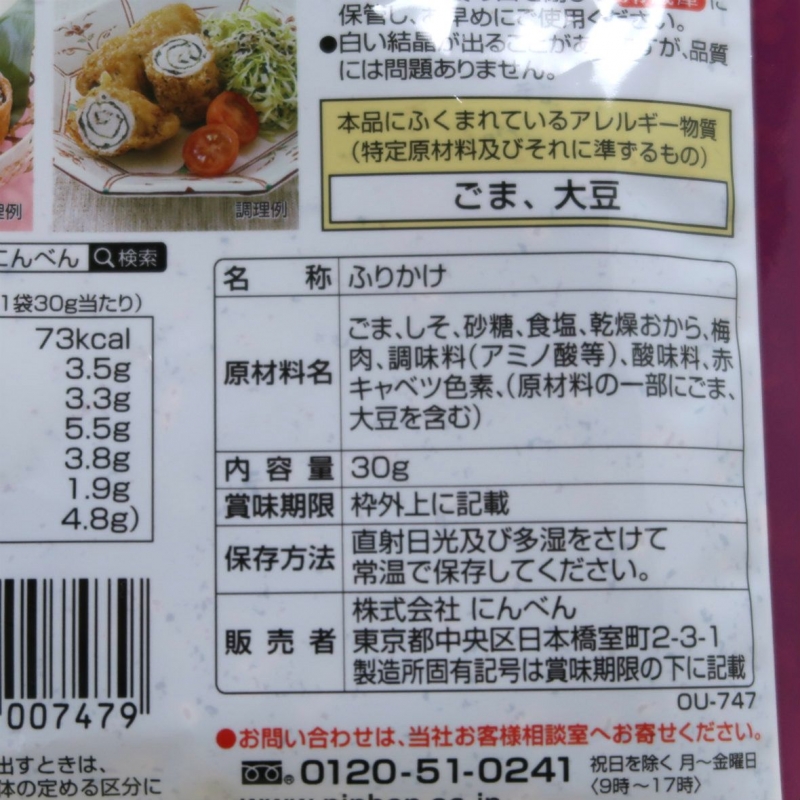 保管し、お早めにご使用ください。
●白い結晶が出ることがありますが、品質
には問題ありません。
本品にふくまれているアレルギー物質
(特定原材料及びそれに準ずるもの)
ごま、大豆
理例
調理例
にんべん 検索
1袋30g当たり)
73kcal
3.5g
3.3g
5.5g
3.8g
1.9g
4.8g)
名称 ふりかけ
原材料名 ごま、しそ、砂糖、食塩、乾燥おから、梅
肉、調味料(アミノ酸等)、酸味料、赤
キャベツ色素、(原材料の一部にごま、
大豆を含む)
内容量 30g
賞味期限 枠外上に記載
保存方法 直射日光及び多湿をさけて
常温で保存してください。
販売者 株式会社 にんべん
東京都中央区日本橋室町2-3-1
製造所固有記号は賞味期限の下に記載
OU-747
007479
●お問い合わせは、当社お客様相談室へお寄せください。
0120-51-0241 祝日を除く 月~金曜日
〈9時~17時〉
出すときは、
体の定める区分に